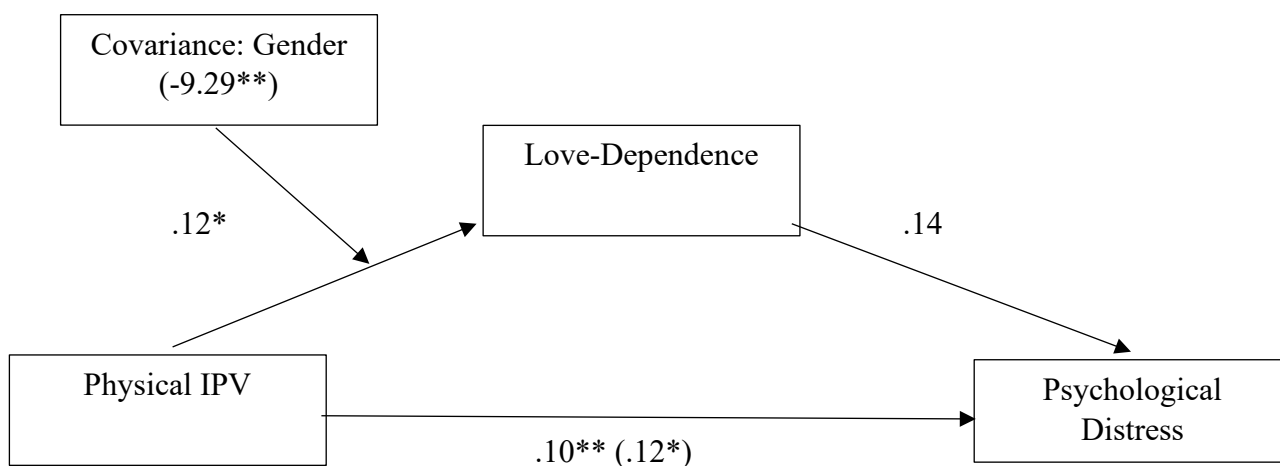 Covariance: Gender
(-9.29**)
Love-Dependence
.12*
.14
Physical IPV
Psychological
Distress
.10** (.12*)